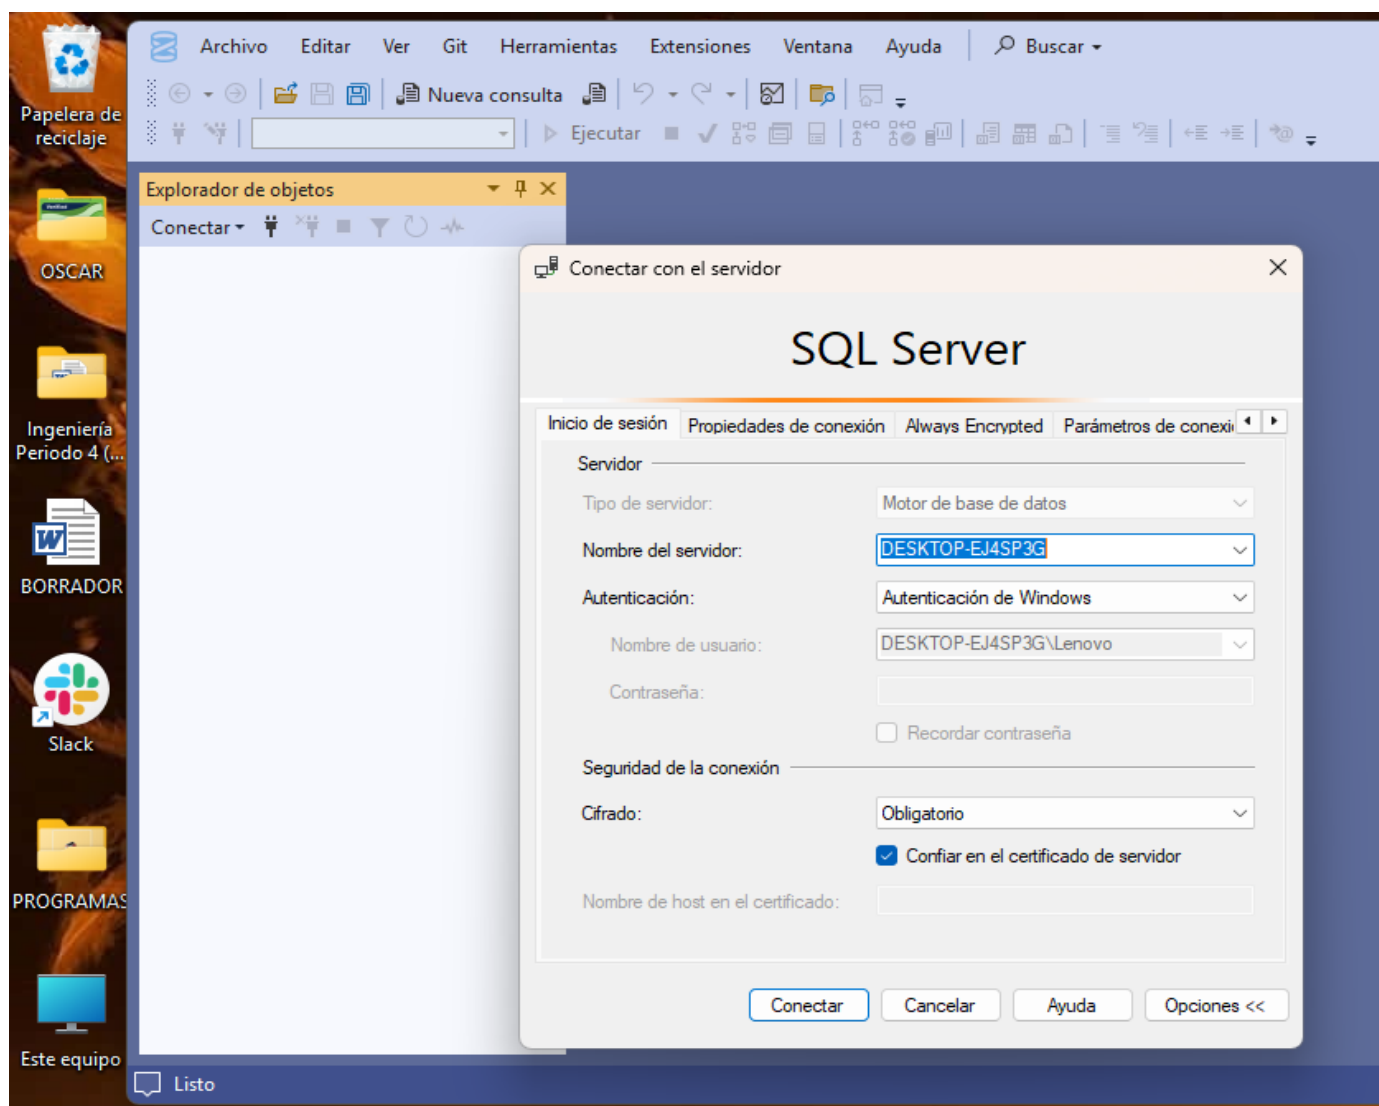 Archivo Editar Ver Git Herramientas Extensiones Ventana Ayuda Buscar
Nueva consulta
Ejecutar
Papelera de
reciclaje
OSCAR
Ingeniería
Periodo 4 (...
BORRADOR
Slack
PROGRAMAS
Este equipo
Explorador de objetos
Conectar
Conectar con el servidor
SQL Server
Inicio de sesión Propiedades de conexión Always Encrypted Parámetros de conexi
Servidor
Tipo de servidor: Motor de base de datos
Nombre del servidor: DESKTOP-EJ4SP3G
Autenticación: Autenticación de Windows
Nombre de usuario: DESKTOP-EJ4SP3G\Lenovo
Contraseña:
Recordar contraseña
Seguridad de la conexión
Cifrado: Obligatorio
Confiar en el certificado de servidor
Nombre de host en el certificado:
Conectar Cancelar Ayuda Opciones <<
Listo